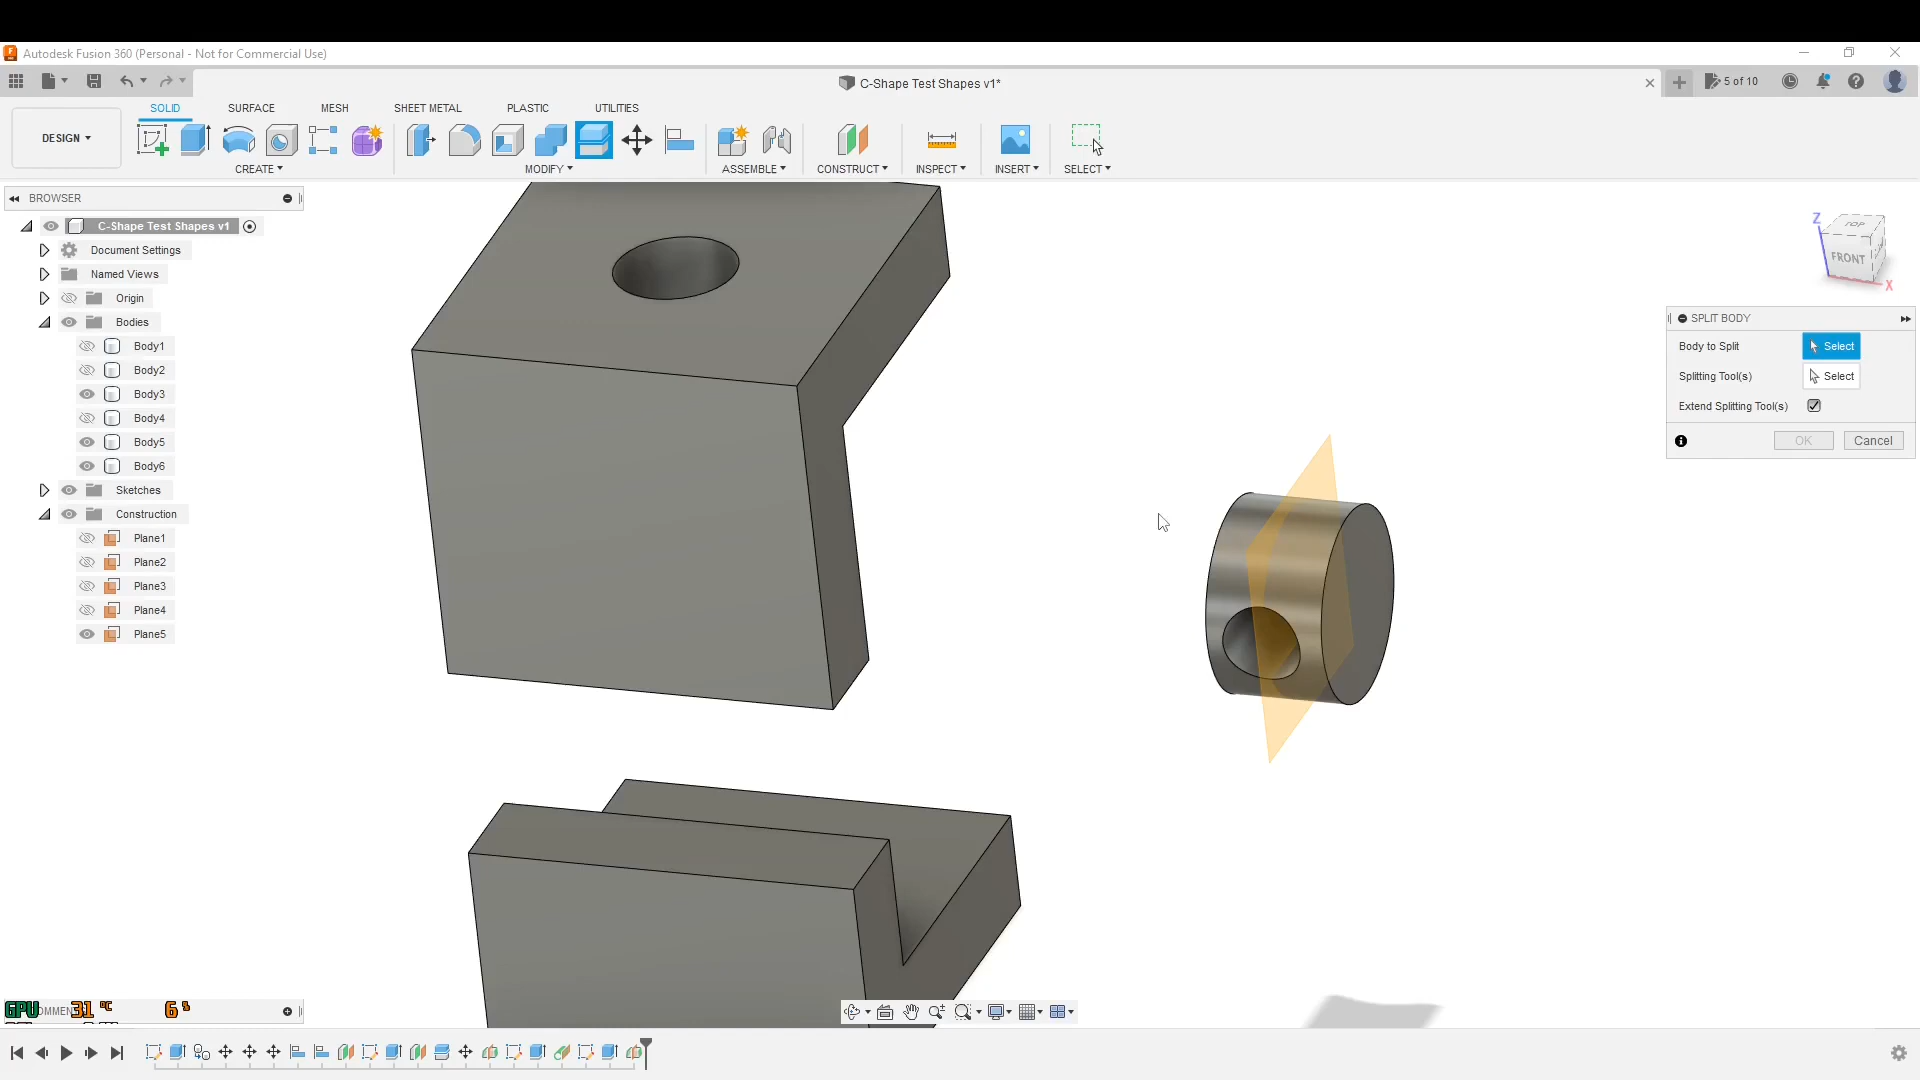 Autodesk Fusion 360 (Personal - Not for Commercial Use)
C-Shape Test Shapes v1*
5 of 10
SOLID SURFACE MESH SHEET METAL PLASTIC UTILITIES
DESIGN
CREATE MODIFY ASSEMBLE CONSTRUCT INSPECT INSERT SELECT
BROWSER
C-Shape Test Shapes v1
Document Settings
Named Views
Origin
Bodies
Body1
Body2
Body3
Body4
Body5
Body6
Sketches
Construction
Plane1
Plane2
Plane3
Plane4
Plane5
Z
TOP
FRONT
X
SPLIT BODY
Body to Split Select
Splitting Tool(s) Select
Extend Splitting Tool(s)
OK Cancel
GPU 31 °C 6 %